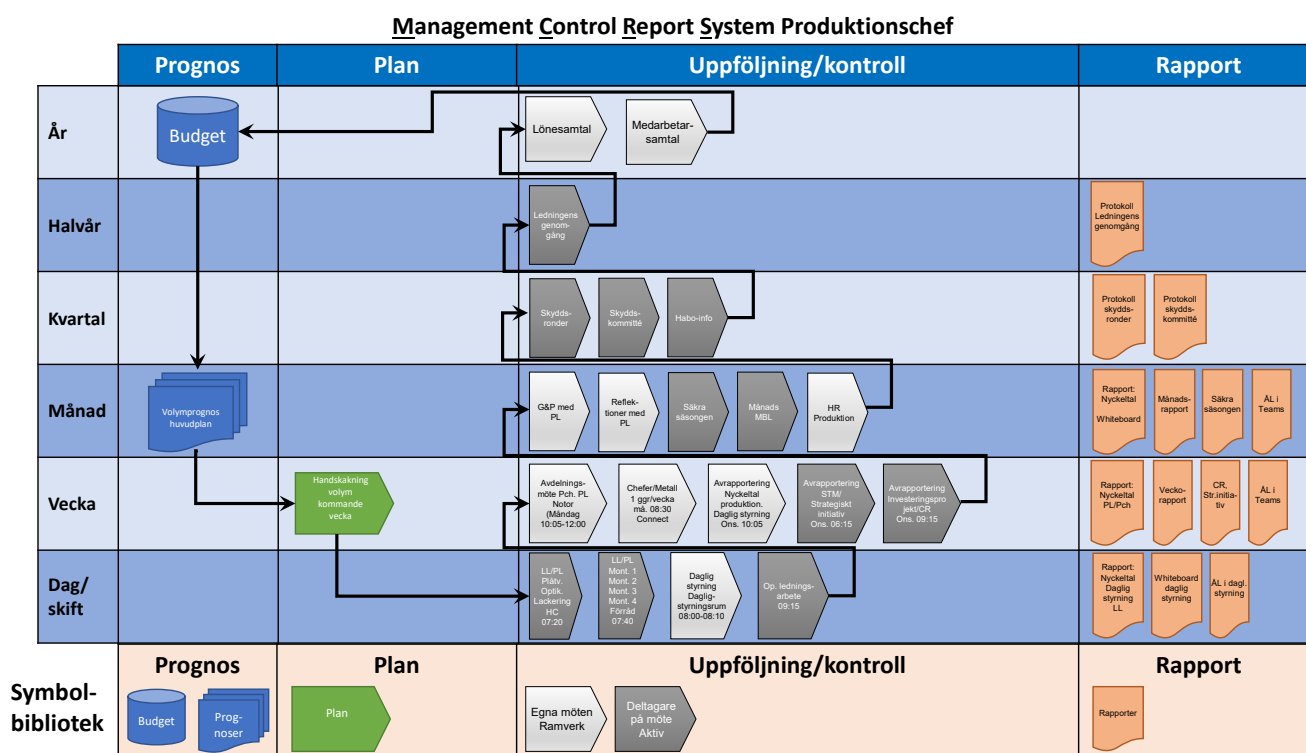 Management Control Report System Produktionschef
Prognos
Plan
Uppföljning/kontroll
Rapport
År
Budget
Lönesamtal
Medarbetar-
samtal
Halvår
Ledningens
genom-
gång
Protokoll
Ledningens
genomgång
Kvartal
Skydds-
ronder
Skydds-
kommitté
Habo-info
Protokoll
skydds-
ronder
Protokoll
skydds-
kommitté
Månad
Volymprognos
huvudplan
G&P med
PL
Reflek-
tioner med
PL
Säkra
säsongen
Månads
MBL
HR
Produktion
Rapport:
Nyckeltal
Whiteboard
Månads-
rapport
Säkra
säsongen
ÅL i
Teams
Vecka
Handskakning
volym
kommande
vecka
Avdelnings-
möte Pch. PL
Notor
(Måndag
10:05-12:00
Chefer/Metall
1 ggr/vecka
må. 08:30
Connect
Avrapportering
Nyckeltal
produktion.
Daglig styrning
Ons. 10:05
Avrapportering
STM/
Strategiskt
initiativ
Ons. 06:15
Avrapportering
Investeringspro
jekt/CR
Ons. 09:15
Rapport:
Nyckeltal
PL/Pch
Vecko-
rapport
CR,
Str.initia-
tiv
ÅL i
Teams
Dag/
skift
LL/PL
Plåtv.
Optik.
Lackering
HC
07:20
LL/PL
Mont. 1
Mont. 2
Mont. 3
Mont. 4
Förråd
07:40
Daglig
styrning
Daglig-
styrningsrum
08:00-08:10
Op. lednings-
arbete
09:15
Rapport:
Nyckeltal
Daglig
styrning
LL
Whiteboard
daglig
styrning
ÅL i dagl.
styrning
Symbol-
bibliotek
Prognos
Plan
Uppföljning/kontroll
Rapport
Budget
Prog-
noser
Plan
Egna möten
Ramverk
Deltagare
på möte
Aktiv
Rapporter